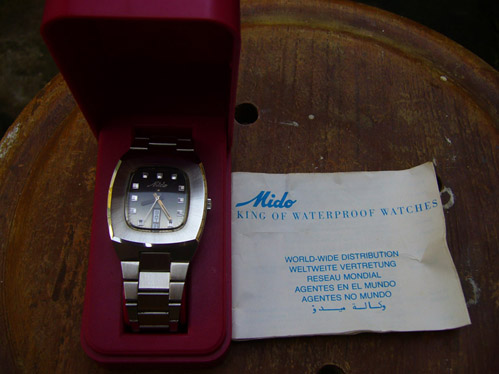 Mido
Mido
KING OF WATERPROOF WATCHES
WORLD-WIDE DISTRIBUTION
WELTWEITE VERTRETUNG
RESEAU MONDIAL
AGENTES EN EL MUNDO
AGENTES NO MUNDO
وكالة ميدو